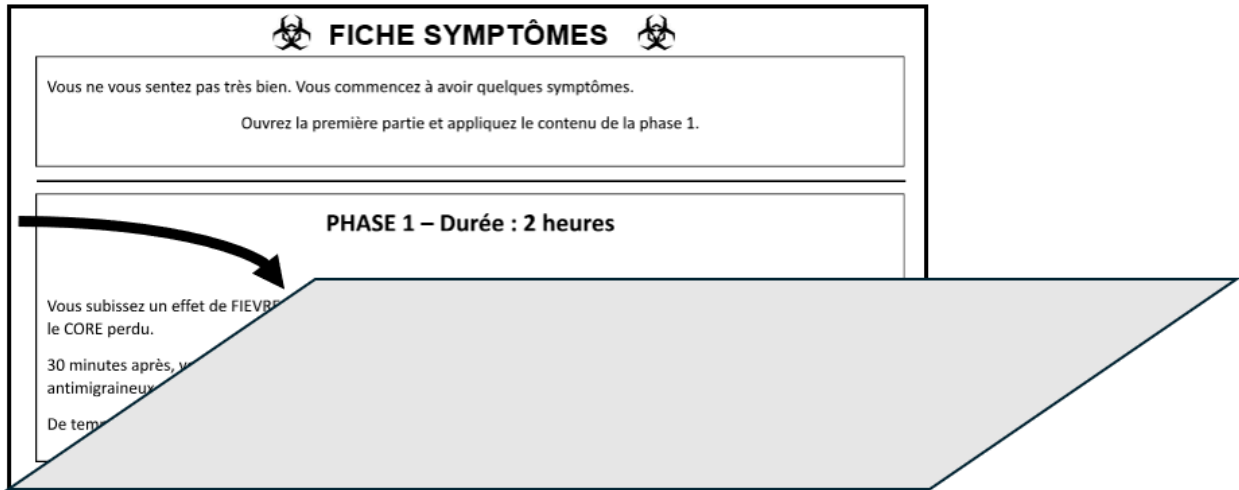 FICHE SYMPTÔMES
Vous ne vous sentez pas très bien. Vous commencez à avoir quelques symptômes.
Ouvrez la première partie et appliquez le contenu de la phase 1.
PHASE 1 – Durée : 2 heures
Vous subissez un effet de FIEVRE
le CORE perdu.
30 minutes après,
antimigraineux
De